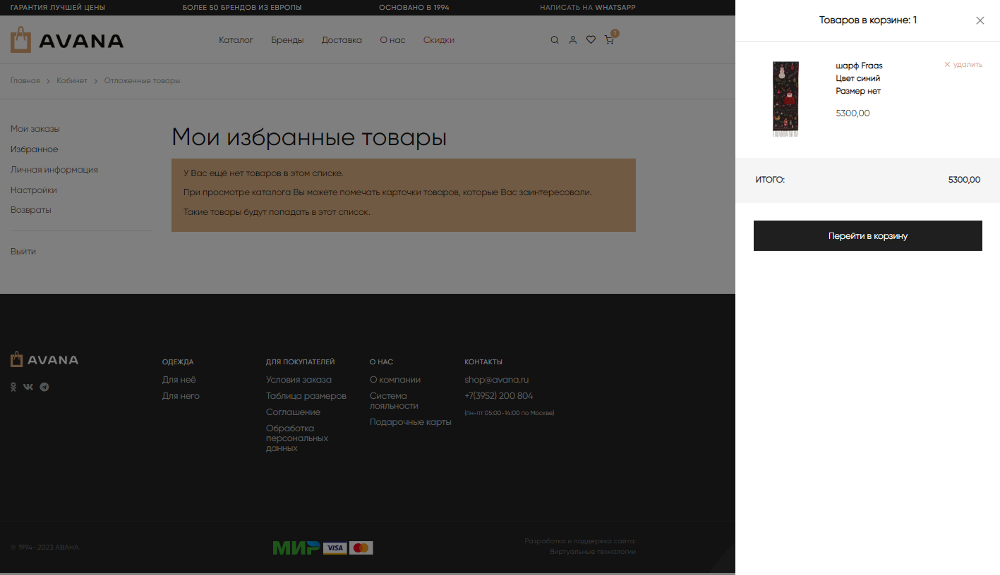 ГАРАНТИЯ ЛУЧШЕЙ ЦЕНЫ
БОЛЕЕ 50 БРЕНДОВ ИЗ ЕВРОПЫ
ОСНОВАНО В 1994
НАПИСАТЬ НА WHATSAPP
AVANA
Каталог
Бренды
Доставка
О нас
Скидки
1
Главная
Кабинет
Отложенные товары
Мои заказы
Избранное
Личная информация
Настройки
Возвраты
Выйти
Мои избранные товары
У Вас ещё нет товаров в этом списке.
При просмотре каталога Вы можете помечать карточки товаров, которые Вас заинтересовали.
Такие товары будут попадать в этот список.
Товаров в корзине: 1
шарф Fraas
Цвет синий
Размер нет
5300,00
удалить
ИТОГО:
5300,00
Перейти в корзину
AVANA
ОДЕЖДА
Для неё
Для него
ДЛЯ ПОКУПАТЕЛЕЙ
Условия заказа
Таблица размеров
Соглашение
Обработка
персональных
данных
О НАС
О компании
Система
лояльности
Подарочные карты
КОНТАКТЫ
shop@avana.ru
+7(3952) 200 804
(пн-пт 05:00-14:00 по Москве)
© 1994-2023 АВАНА.
МИР
VISA
Разработка и поддержка сайта:
Виртуальные технологии